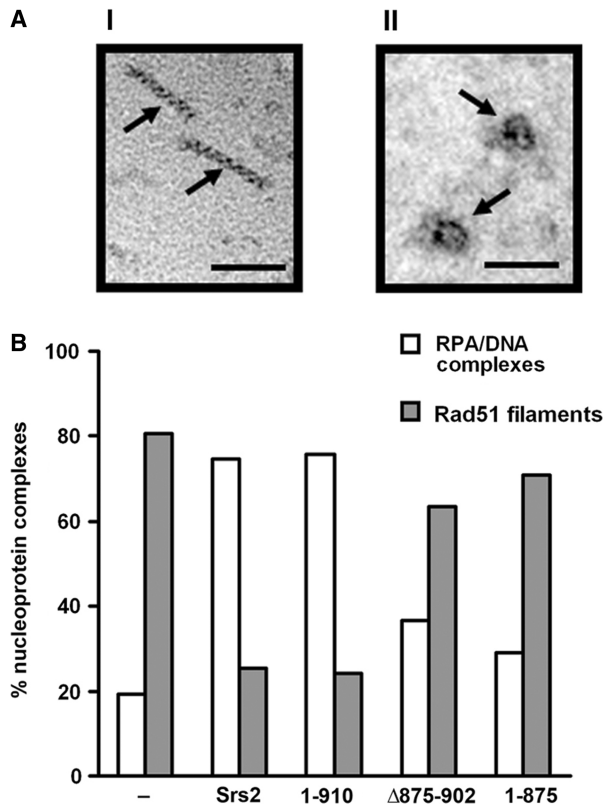 A
I
II
B
RPA/DNA
complexes
Rad51 filaments
% nucleoprotein complexes
100
80
60
40
20
0
–
Srs2
1-910
Δ875-902
1-875